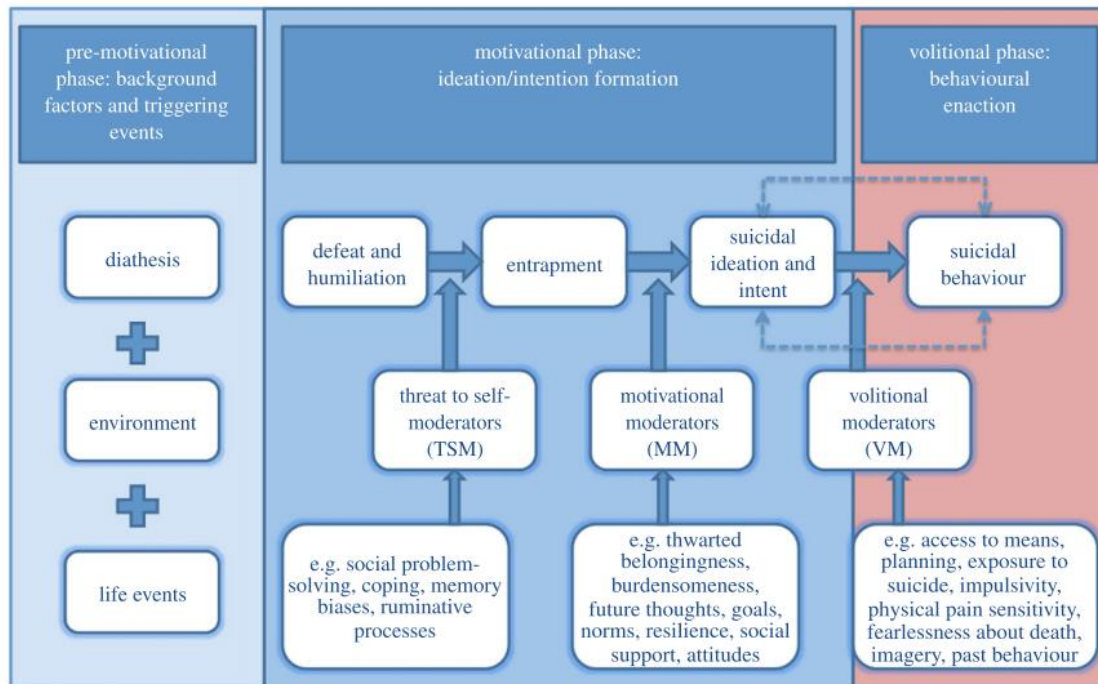 pre-motivational
phase: background
factors and triggering
events
motivational phase:
ideation/intention formation
volitional phase:
behavioural
enaction
diathesis
environment
life events
defeat and
humiliation
entrapment
suicidal
ideation and
intent
suicidal
behaviour
threat to self-
moderators
(TSM)
motivational
moderators
(MM)
volitional
moderators
(VM)
e.g. social problem-
solving, coping, memory
biases, ruminative
processes
e.g. thwarted
belongingness,
burdensomeness,
future thoughts, goals,
norms, resilience, social
support, attitudes
e.g. access to means,
planning, exposure to
suicide, impulsivity,
physical pain sensitivity,
fearlessness about death,
imagery, past behaviour